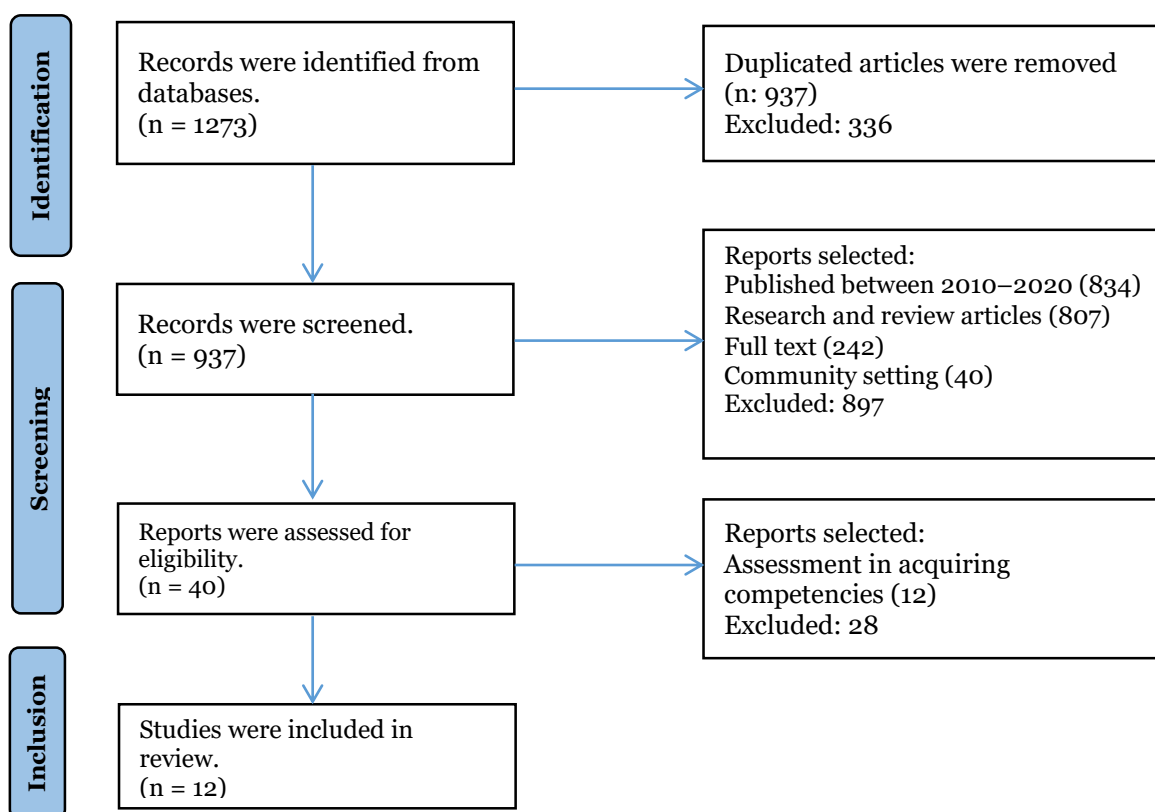 Identification
Records were identified from
databases.
(n = 1273)
Duplicated articles were removed
(n: 937)
Excluded: 336
Screening
Records were screened.
(n = 937)
Reports selected:
Published between 2010–2020 (834)
Research and review articles (807)
Full text (242)
Community setting (40)
Excluded: 897
Reports were assessed for
eligibility.
(n = 40)
Reports selected:
Assessment in acquiring
competencies (12)
Excluded: 28
Inclusion
Studies were included in
review.
(n = 12)